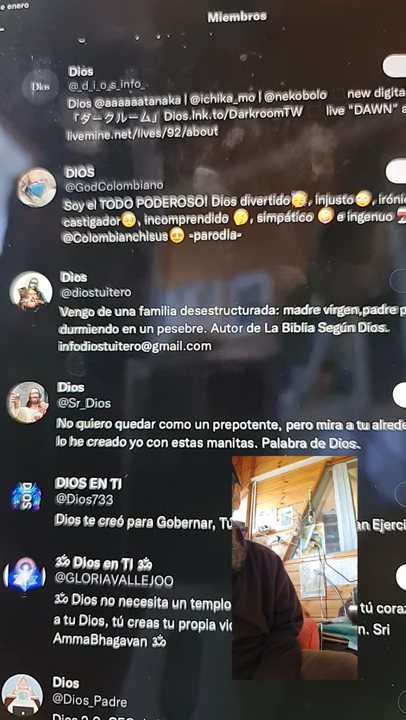 e enero
Miembros
Dios
@_d_i_o_s_info_
Dios
Dios @aaaaaatanaka | @ichika_mo | @nekobolo new digita
「ダークルーム」Dios.lnk.to/DarkroomTW live "DAWN" a
livemine.net/lives/92/about
DIOS
@GodColombiano
Soy el TODO PODEROSO! Dios divertido🥳, injusto😳, iróni
castigador🥺, incomprendido 🤔, simpático 🤪 e ingenuo
@Colombianchisus😍 -parodia-
Dios
@diostuitero
Vengo de una familia desestructurada: madre virgen,padre p
durmiendo en un pesebre. Autor de La Biblia Según Dios.
infodiostuitero@gmail.com
Dios
@Sr_Dios
No quiero quedar como un prepotente, pero mira a tu alrede
lo he creado yo con estas manitas. Palabra de Dios.
DIOS EN TI
@Dios733
DIOS
Dios te creó para Gobernar, Tú an Ejerci
ૐ Dios en TI ૐ
@GLORIAVALLEJOO
ૐ Dios no necesita un templo tú coraz
a tu Dios, tú creas tu propia vid n. Sri
AmmaBhagavan ૐ
Dios
@Dios_Padre